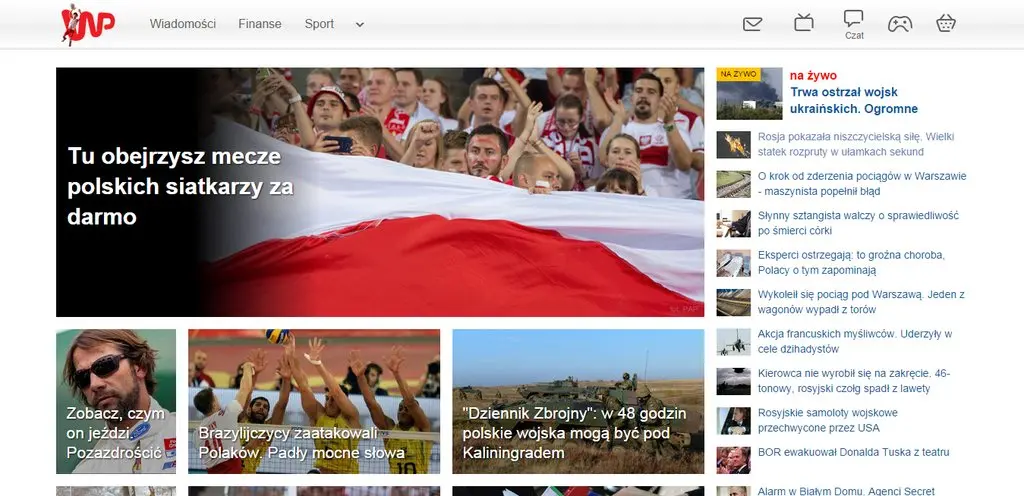 WP
Wiadomości Finanse Sport
Czat
Tu obejrzysz mecze
polskich siatkarzy za
darmo
PAP
Zobacz, czym
on jeździ.
Pozazdrościć
Brazylijczycy zaatakowali
Polaków. Padły mocne słowa
10
"Dziennik Zbrojny": w 48 godzin
polskie wojska mogą być pod
Kaliningradem
NA ŻYWO
na żywo
Trwa ostrzał wojsk
ukraińskich. Ogromne
Rosja pokazała niszczycielską siłę. Wielki
statek rozpruty w ułamkach sekund
O krok od zderzenia pociągów w Warszawie
- maszynista popełnił błąd
Słynny sztangista walczy o sprawiedliwość
po śmierci córki
Eksperci ostrzegają: to groźna choroba,
Polacy o tym zapominają
Wykoleił się pociąg pod Warszawą. Jeden z
wagonów wypadł z torów
Akcja francuskich myśliwców. Uderzyły w
cele dżihadystów
Kierowca nie wyrobił się na zakręcie. 46-
tonowy, rosyjski czołg spadł z lawety
Rosyjskie samoloty wojskowe
przechwycone przez USA
BOR ewakuował Donalda Tuska z teatru
Alarm w Białym Domu. Agenci Secret